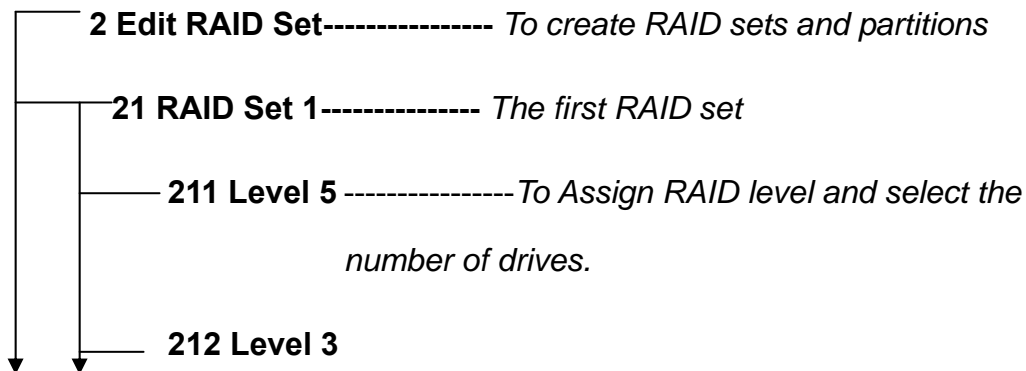 2 Edit RAID Set---------------- To create RAID sets and partitions
21 RAID Set 1--------------- The first RAID set
211 Level 5 ----------------To Assign RAID level and select the
number of drives.
212 Level 3